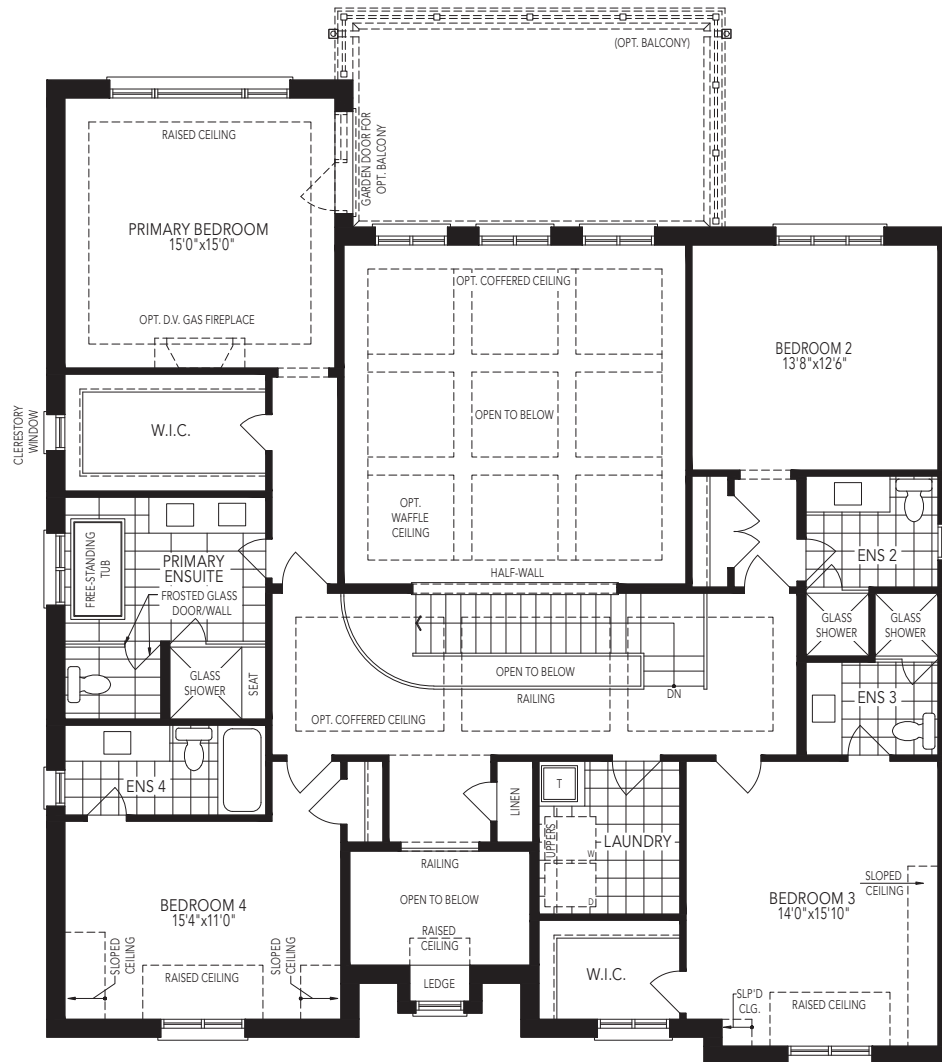 (OPT. BALCONY)
RAISED CEILING
GARDEN DOOR FOR
OPT. BALCONY
PRIMARY BEDROOM
15'0"x15'0"
OPT. D.V. GAS FIREPLACE
OPT. COFFERED CEILING
OPEN TO BELOW
OPT.
WAFFLE
CEILING
HALF-WALL
BEDROOM 2
13'8"x12'6"
CLERESTORY
WINDOW
W.I.C.
FREE-STANDING
TUB
PRIMARY
ENSUITE
FROSTED GLASS
DOOR/WALL
GLASS
SHOWER
SEAT
ENS 2
GLASS
SHOWER
GLASS
SHOWER
ENS 3
OPEN TO BELOW
RAILING
DN
OPT. COFFERED CEILING
ENS 4
LINEN
T
UPPERS
W
D
LAUNDRY
RAILING
OPEN TO BELOW
RAISED
CEILING
LEDGE
BEDROOM 4
15'4"x11'0"
SLOPED
CEILING
RAISED CEILING
SLOPED
CEILING
W.I.C.
BEDROOM 3
14'0"x15'10"
SLOPED
CEILING
SLP'D
CLG.
RAISED CEILING